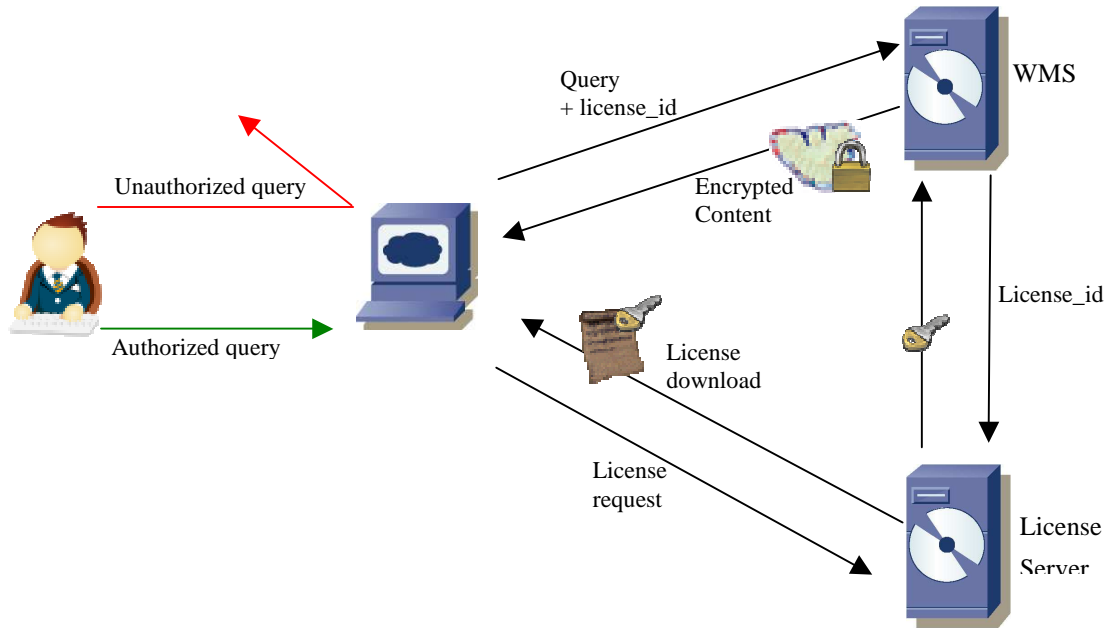 Query
+ license_id
WMS
Unauthorized query
Encrypted
Content
License_id
Authorized query
License
download
License
request
License
Server